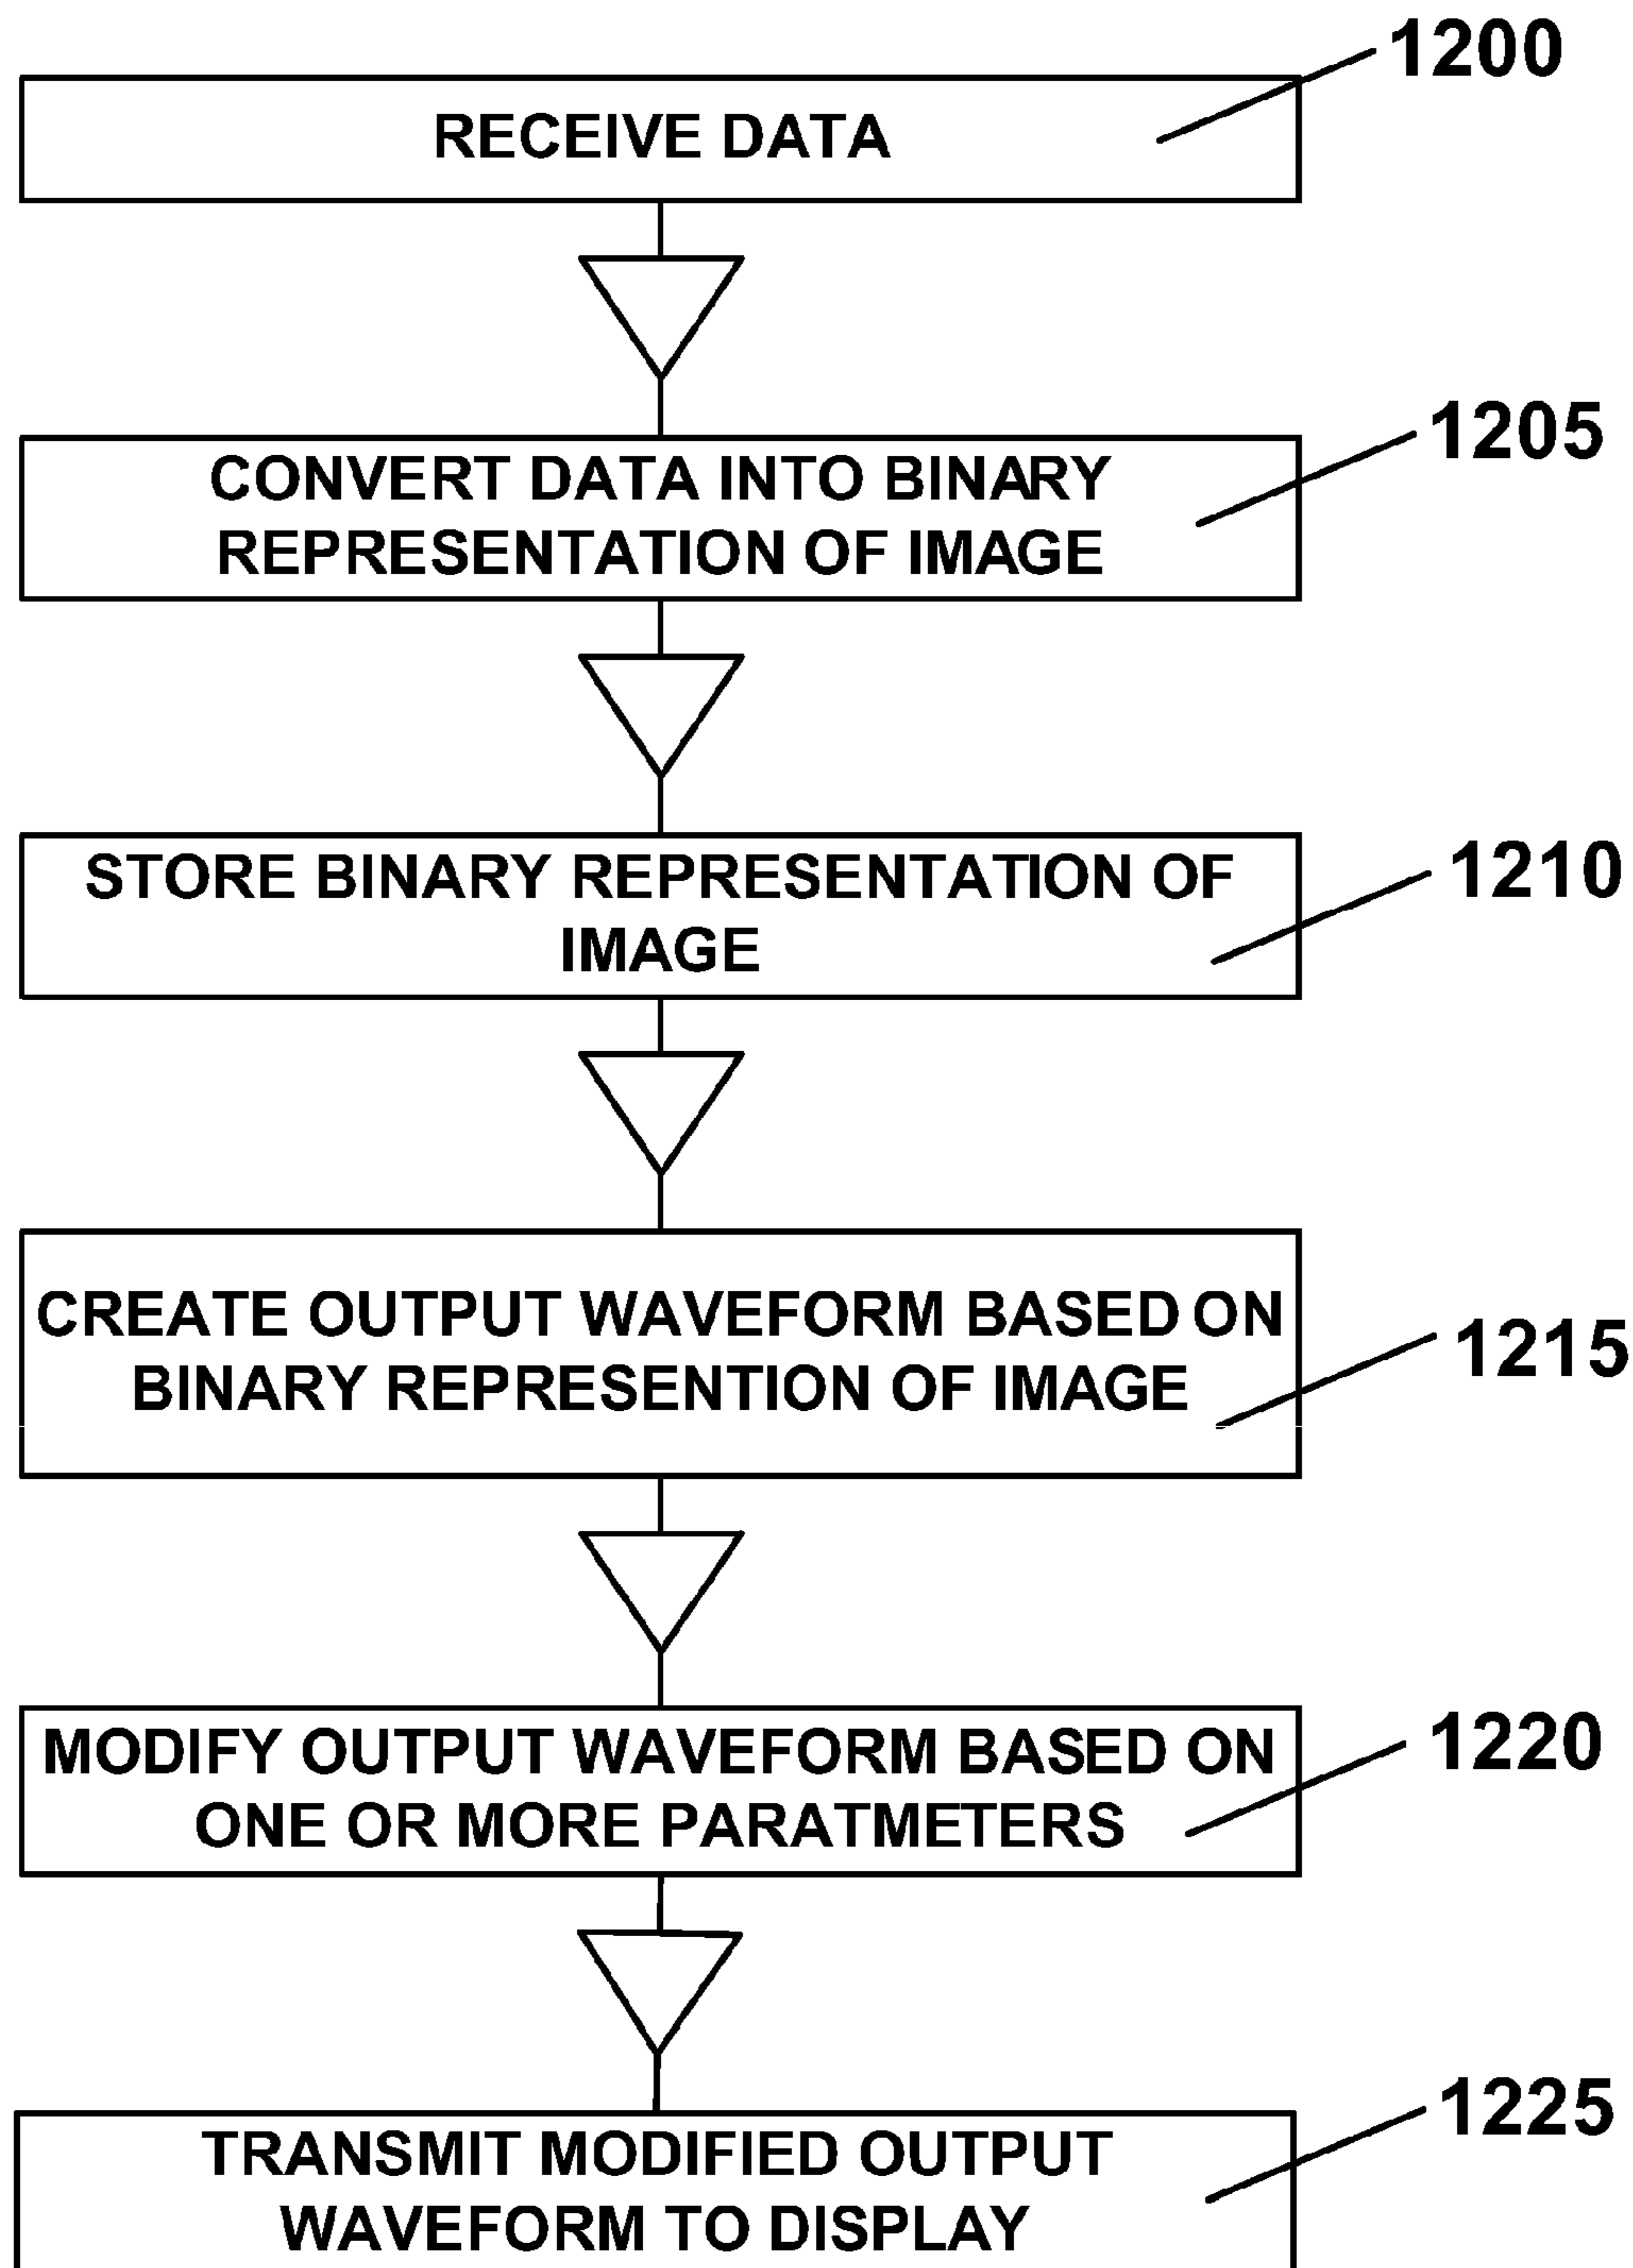 1200
RECEIVE DATA
1205
CONVERT DATA INTO BINARY
REPRESENTATION OF IMAGE
1210
STORE BINARY REPRESENTATION OF
IMAGE
1215
CREATE OUTPUT WAVEFORM BASED ON
BINARY REPRESENTION OF IMAGE
1220
MODIFY OUTPUT WAVEFORM BASED ON
ONE OR MORE PARATMETERS
1225
TRANSMIT MODIFIED OUTPUT
WAVEFORM TO DISPLAY